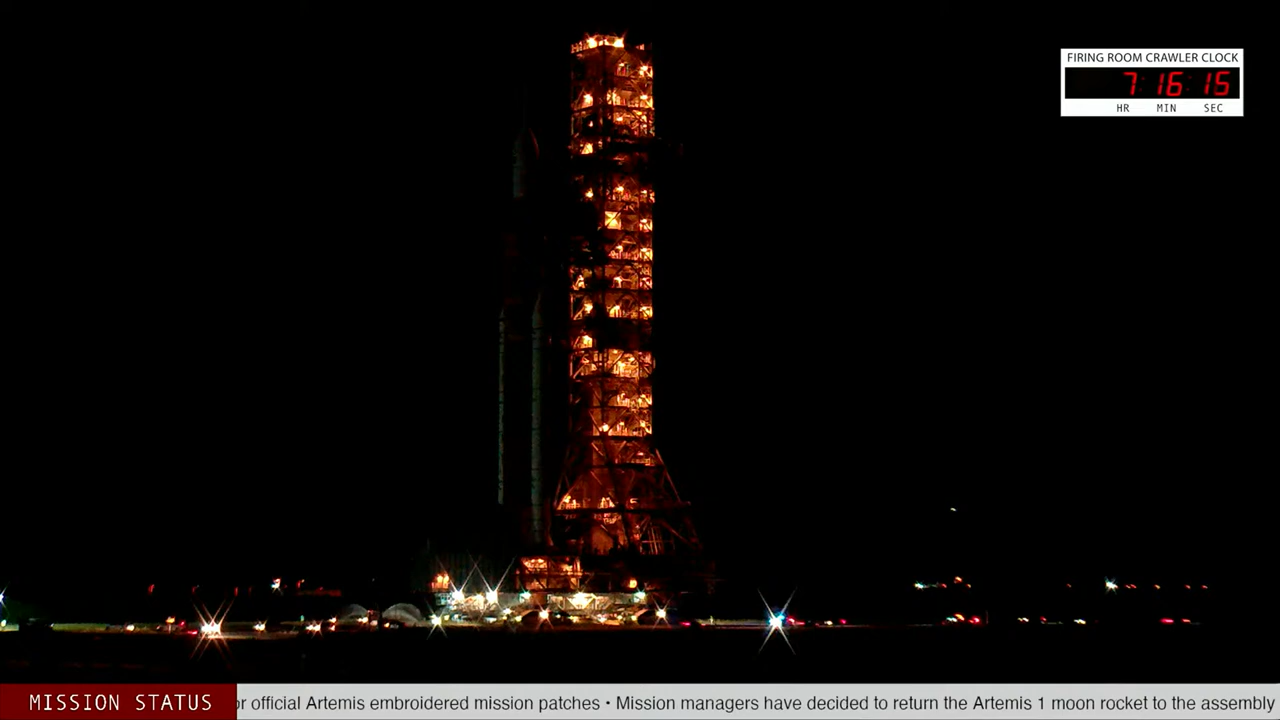 FIRING ROOM CRAWLER CLOCK
7:16:15
HR MIN SEC
MISSION STATUS
official Artemis embroidered mission patches • Mission managers have decided to return the Artemis 1 moon rocket to the assembly